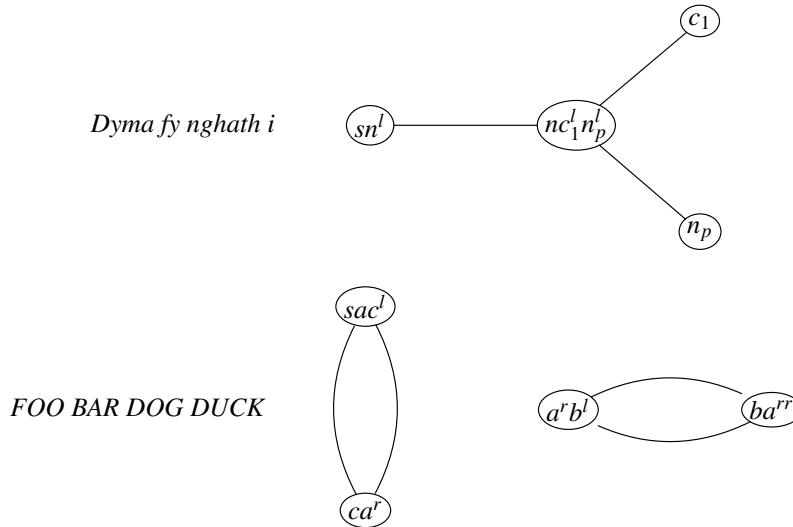 c₁
Dyma fy nghath i snˡ nc₁ˡnₚˡ
nₚ
sacˡ
FOO BAR DOG DUCK aʳbˡ baʳʳ
caʳ